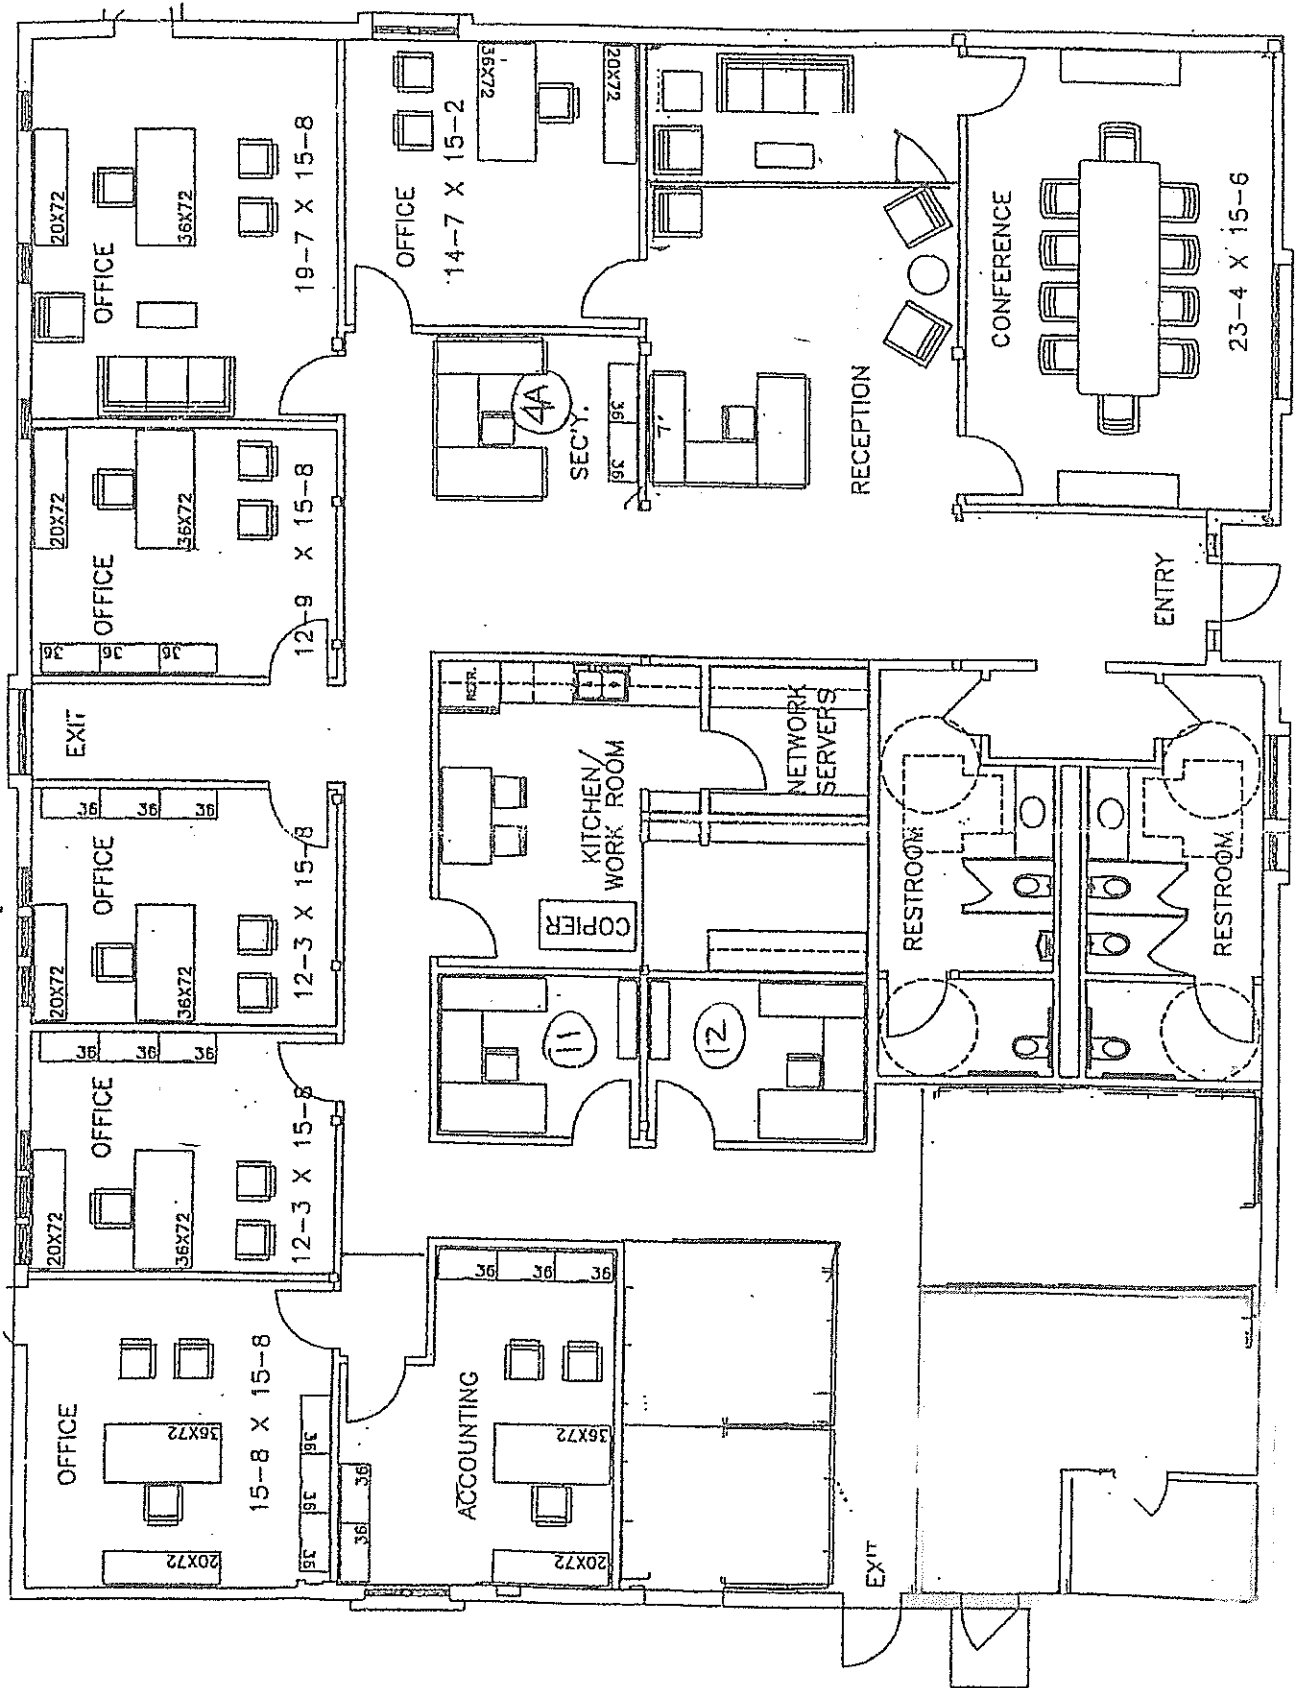 OFFICE
36X72
20X72
15-8 X 15-8
36
36
36
20X72
36X72
OFFICE
36
36
36
12-3 X 15-8
20X72
36X72
OFFICE
36
36
36
12-3 X 15-8
EXIT
36
36
36
20X72
36X72
OFFICE
12-9 X 15-8
20X72
36X72
OFFICE
19-7 X 15-8
36
36
ACCOUNTING
36X72
20X72
36
36
36
11
12
COPIER
KITCHEN/
WORK ROOM
REFR.
NETWORK
SERVERS
4A
SEC'Y.
36
36
OFFICE
14-7 X 15-2
36X72
20X72
7'
RECEPTION
CONFERENCE
23-4 X 15-6
EXIT
RESTROOM
RESTROOM
ENTRY